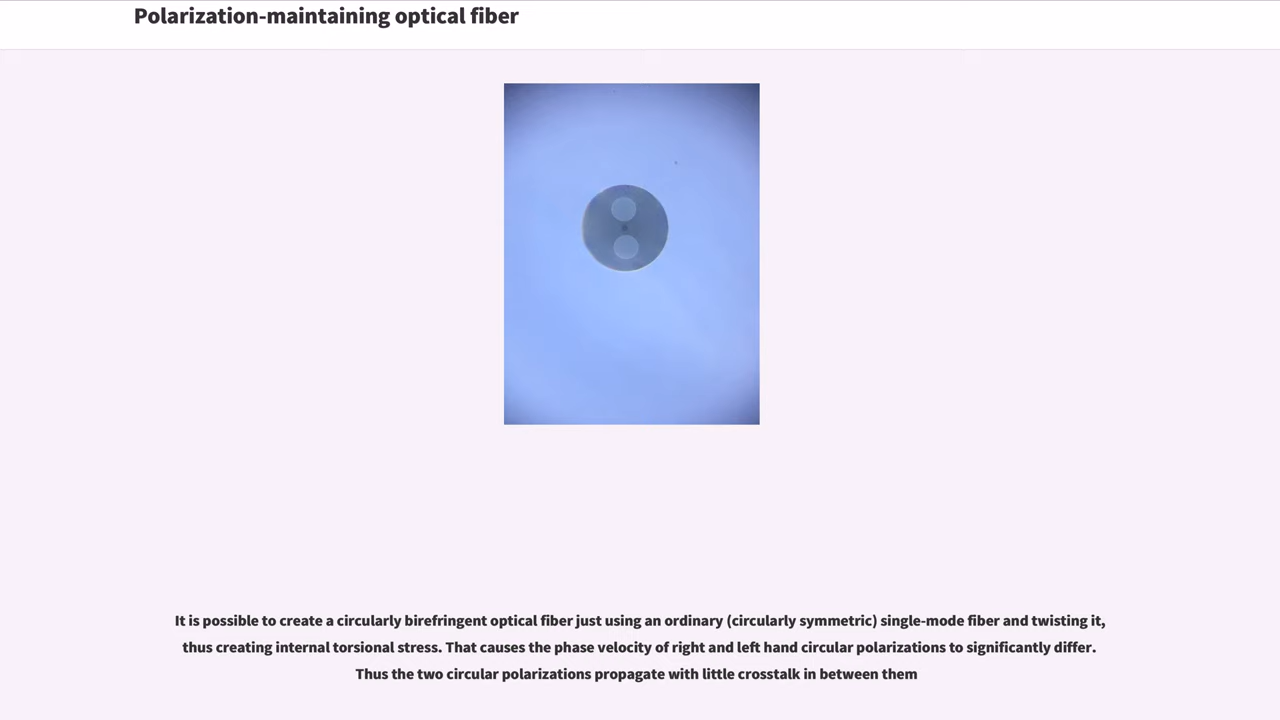 Polarization-maintaining optical fiber
It is possible to create a circularly birefringent optical fiber just using an ordinary (circularly symmetric) single-mode fiber and twisting it,
thus creating internal torsional stress. That causes the phase velocity of right and left hand circular polarizations to significantly differ.
Thus the two circular polarizations propagate with little crosstalk in between them